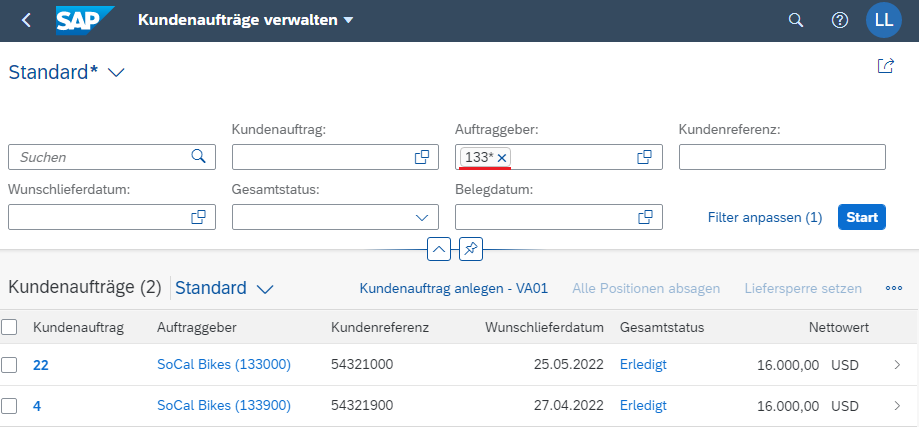 SAP Kundenaufträge verwalten LL
Standard*
Kundenauftrag: Auftraggeber: Kundenreferenz:
Suchen 133*
Wunschlieferdatum: Gesamtstatus: Belegdatum:
Filter anpassen (1) Start
Kundenaufträge (2) Standard Kundenauftrag anlegen - VA01 Alle Positionen absagen Liefersperre setzen
Kundenauftrag Auftraggeber Kundenreferenz Wunschlieferdatum Gesamtstatus Nettowert
22 SoCal Bikes (133000) 54321000 25.05.2022 Erledigt 16.000,00 USD
4 SoCal Bikes (133900) 54321900 27.04.2022 Erledigt 16.000,00 USD